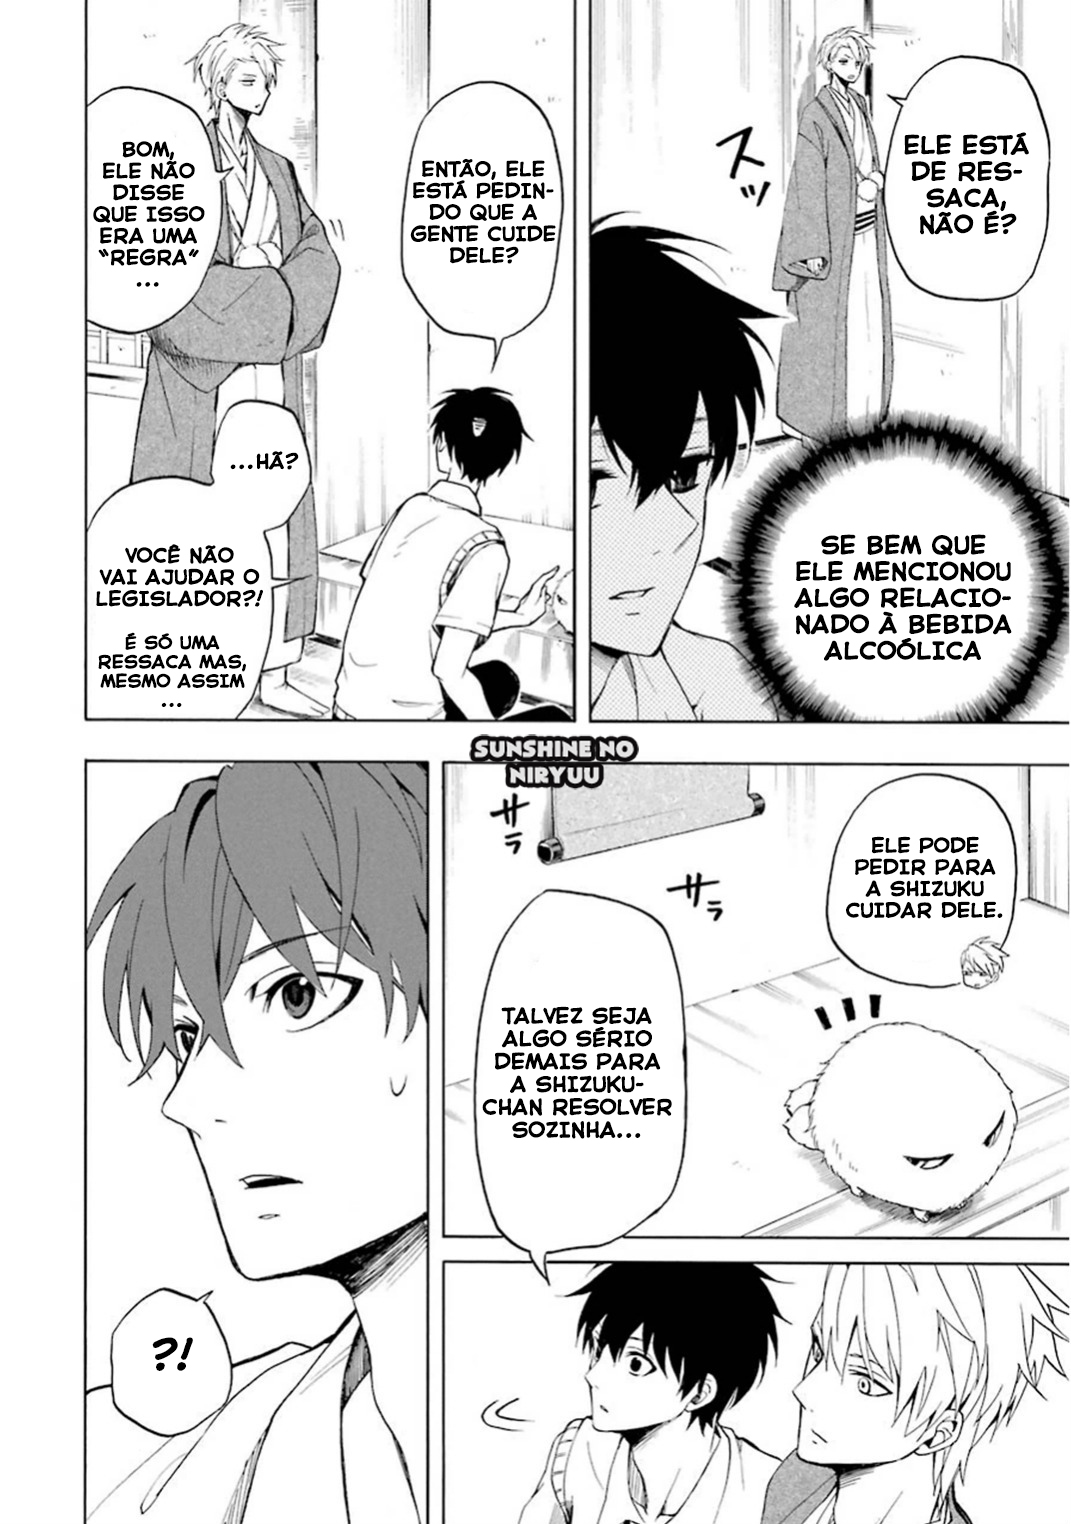 ELE ESTÁ
DE RES-
SACA,
NÃO É?
スッ
SE BEM QUE
ELE MENCIONOU
ALGO RELACIO-
NADO À BEBIDA
ALCOÓLICA
ENTÃO, ELE
ESTÁ PEDIN-
DO QUE A
GENTE CUIDE
DELE?
BOM,
ELE NÃO
DISSE
QUE ISSO
ERA UMA
“REGRA”
...
...HÃ?
VOCÊ NÃO
VAI AJUDAR O
LEGISLADOR?!
É SÓ UMA
RESSACA MAS,
MESMO ASSIM
...
SUNSHINE NO
NIRYUU
ELE PODE
PEDIR PARA
A SHIZUKU
CUIDAR DELE.
サラ
サラ
TALVEZ SEJA
ALGO SÉRIO
DEMAIS PARA
A SHIZUKU-
CHAN RESOLVER
SOZINHA...
?!